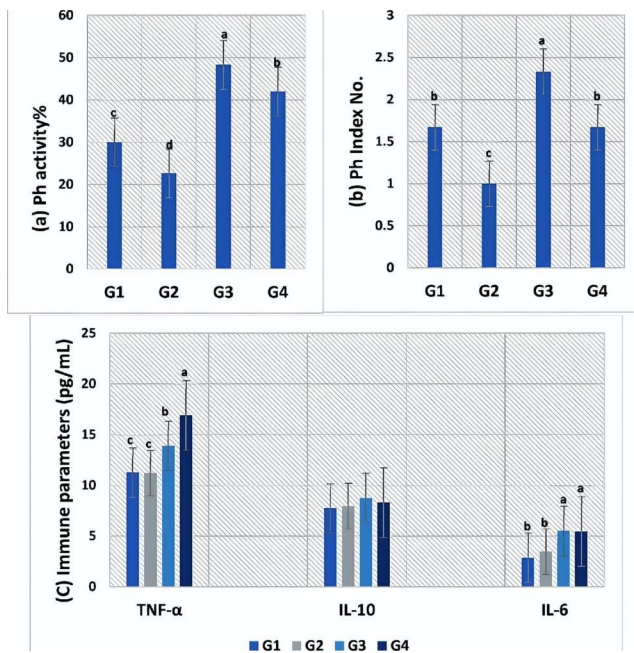 (a) Ph activity%
60
50
40
30
20
10
0
c
d
a
b
G1 G2 G3 G4
(b) Ph Index No.
3
2.5
2
1.5
1
0.5
0
b
c
a
b
G1 G2 G3 G4
(C) Immune parameters (pg/mL)
25
20
15
10
5
0
c c b a
b b a a
TNF-α IL-10 IL-6
G1 G2 G3 G4